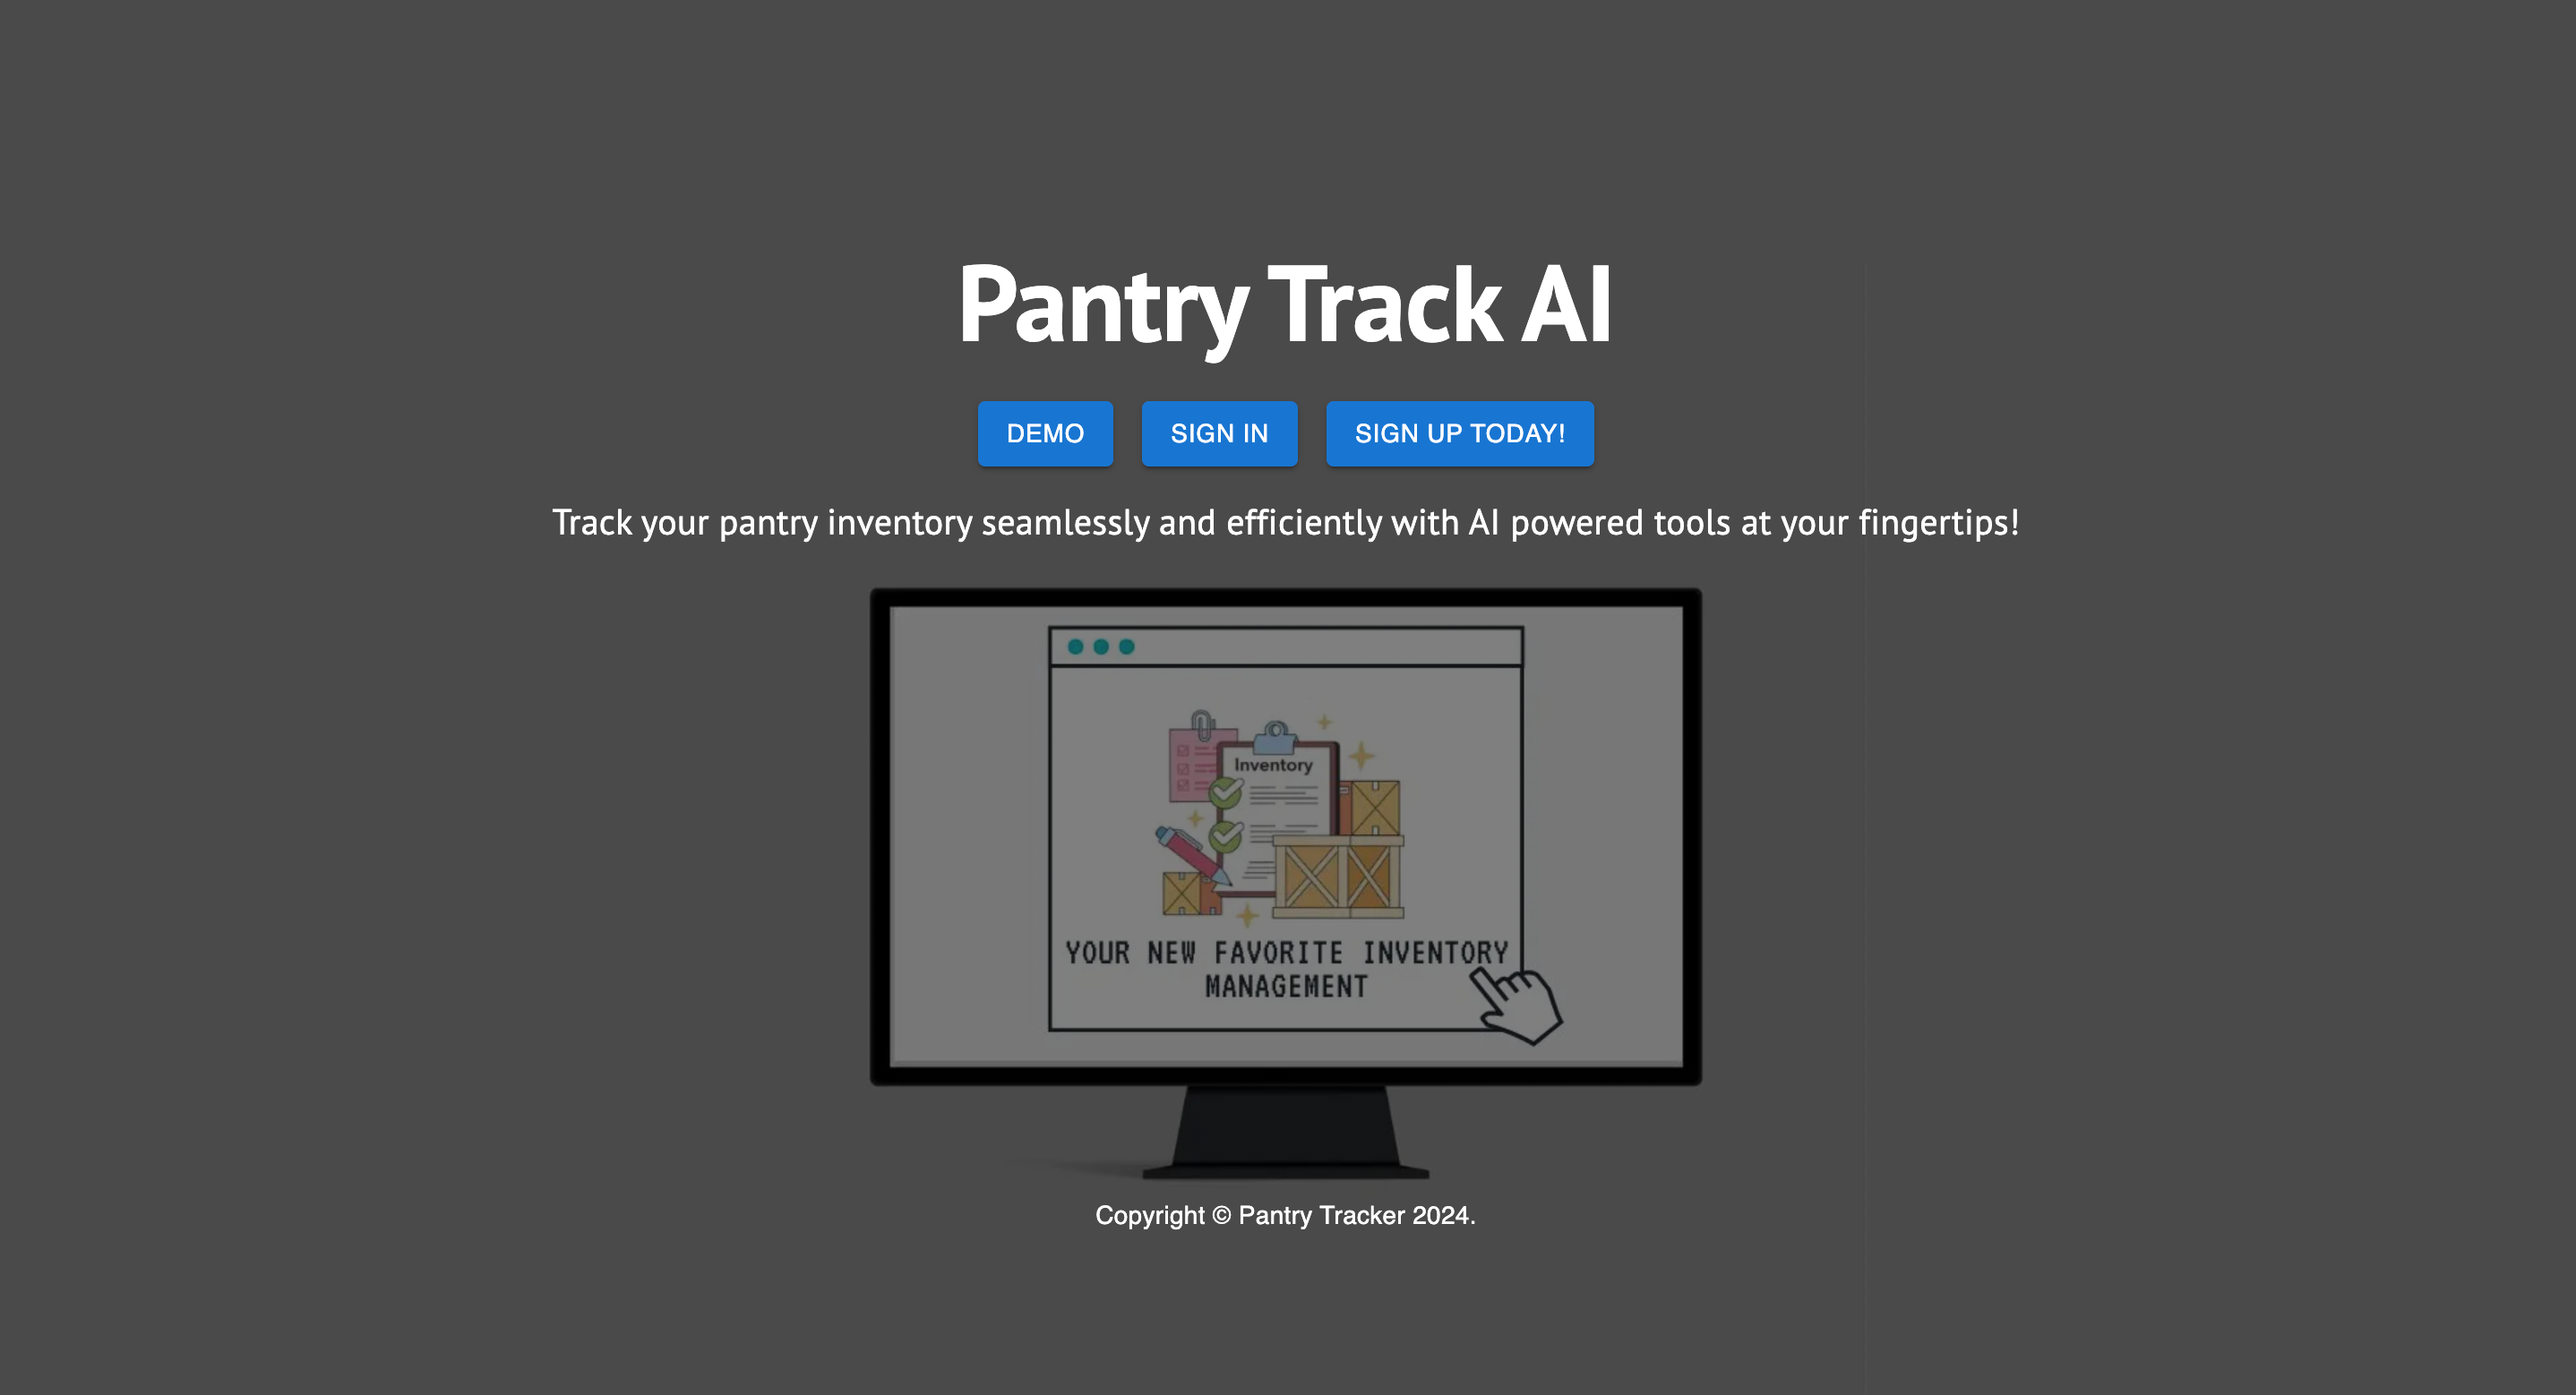 Pantry Track AI
DEMO SIGN IN SIGN UP TODAY!
Track your pantry inventory seamlessly and efficiently with AI powered tools at your fingertips!
Inventory
YOUR NEW FAVORITE INVENTORY
MANAGEMENT
Copyright © Pantry Tracker 2024.